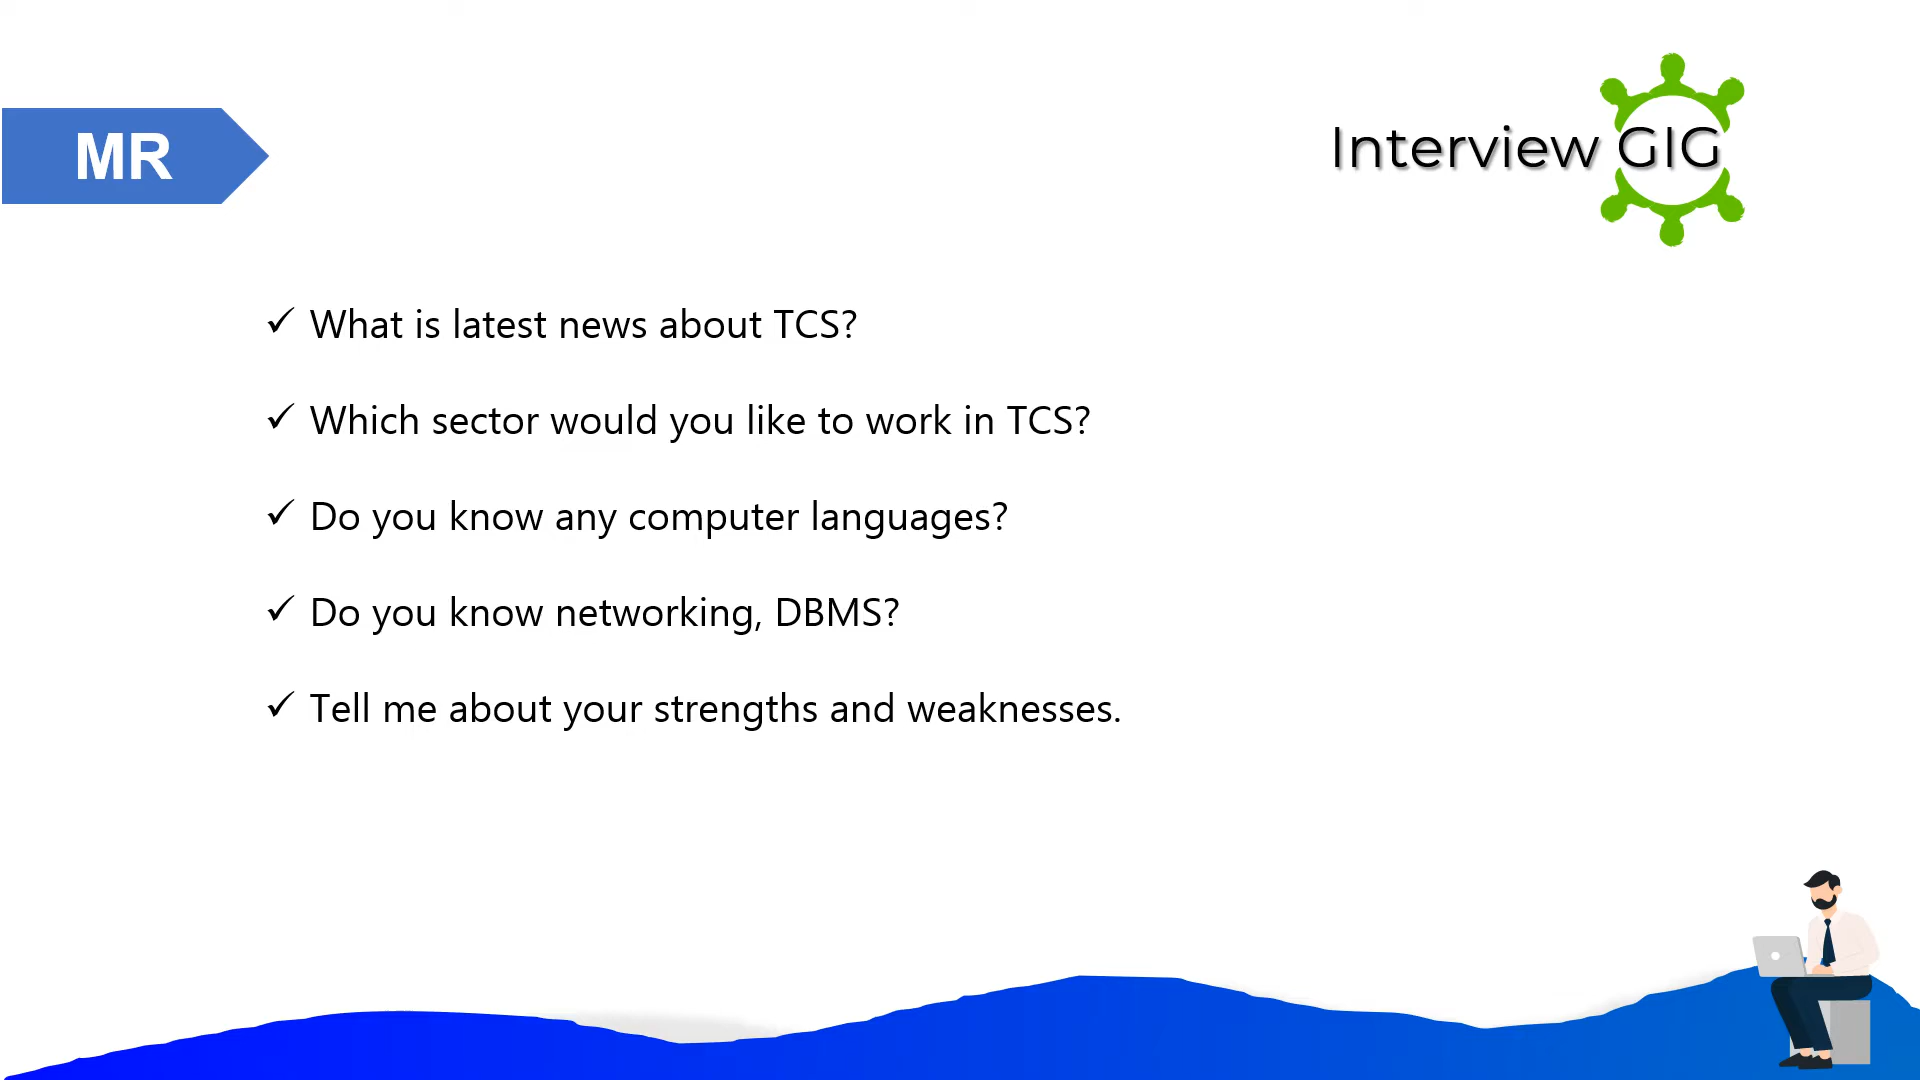 MR
Interview GIG
✓ What is latest news about TCS?
✓ Which sector would you like to work in TCS?
✓ Do you know any computer languages?
✓ Do you know networking, DBMS?
✓ Tell me about your strengths and weaknesses.